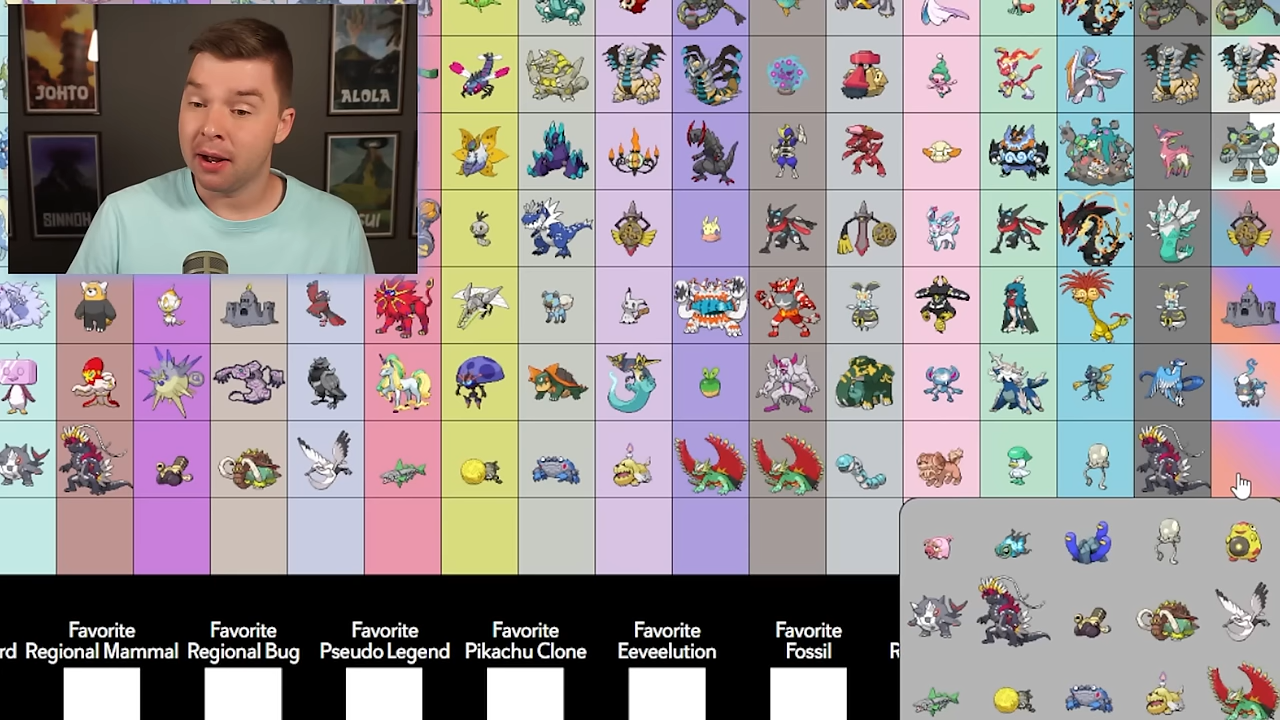 JOHTO
ALOLA
SINNOH
Favorite
Regional Mammal
Favorite
Regional Bug
Favorite
Pseudo Legend
Favorite
Pikachu Clone
Favorite
Eeveelution
Favorite
Fossil